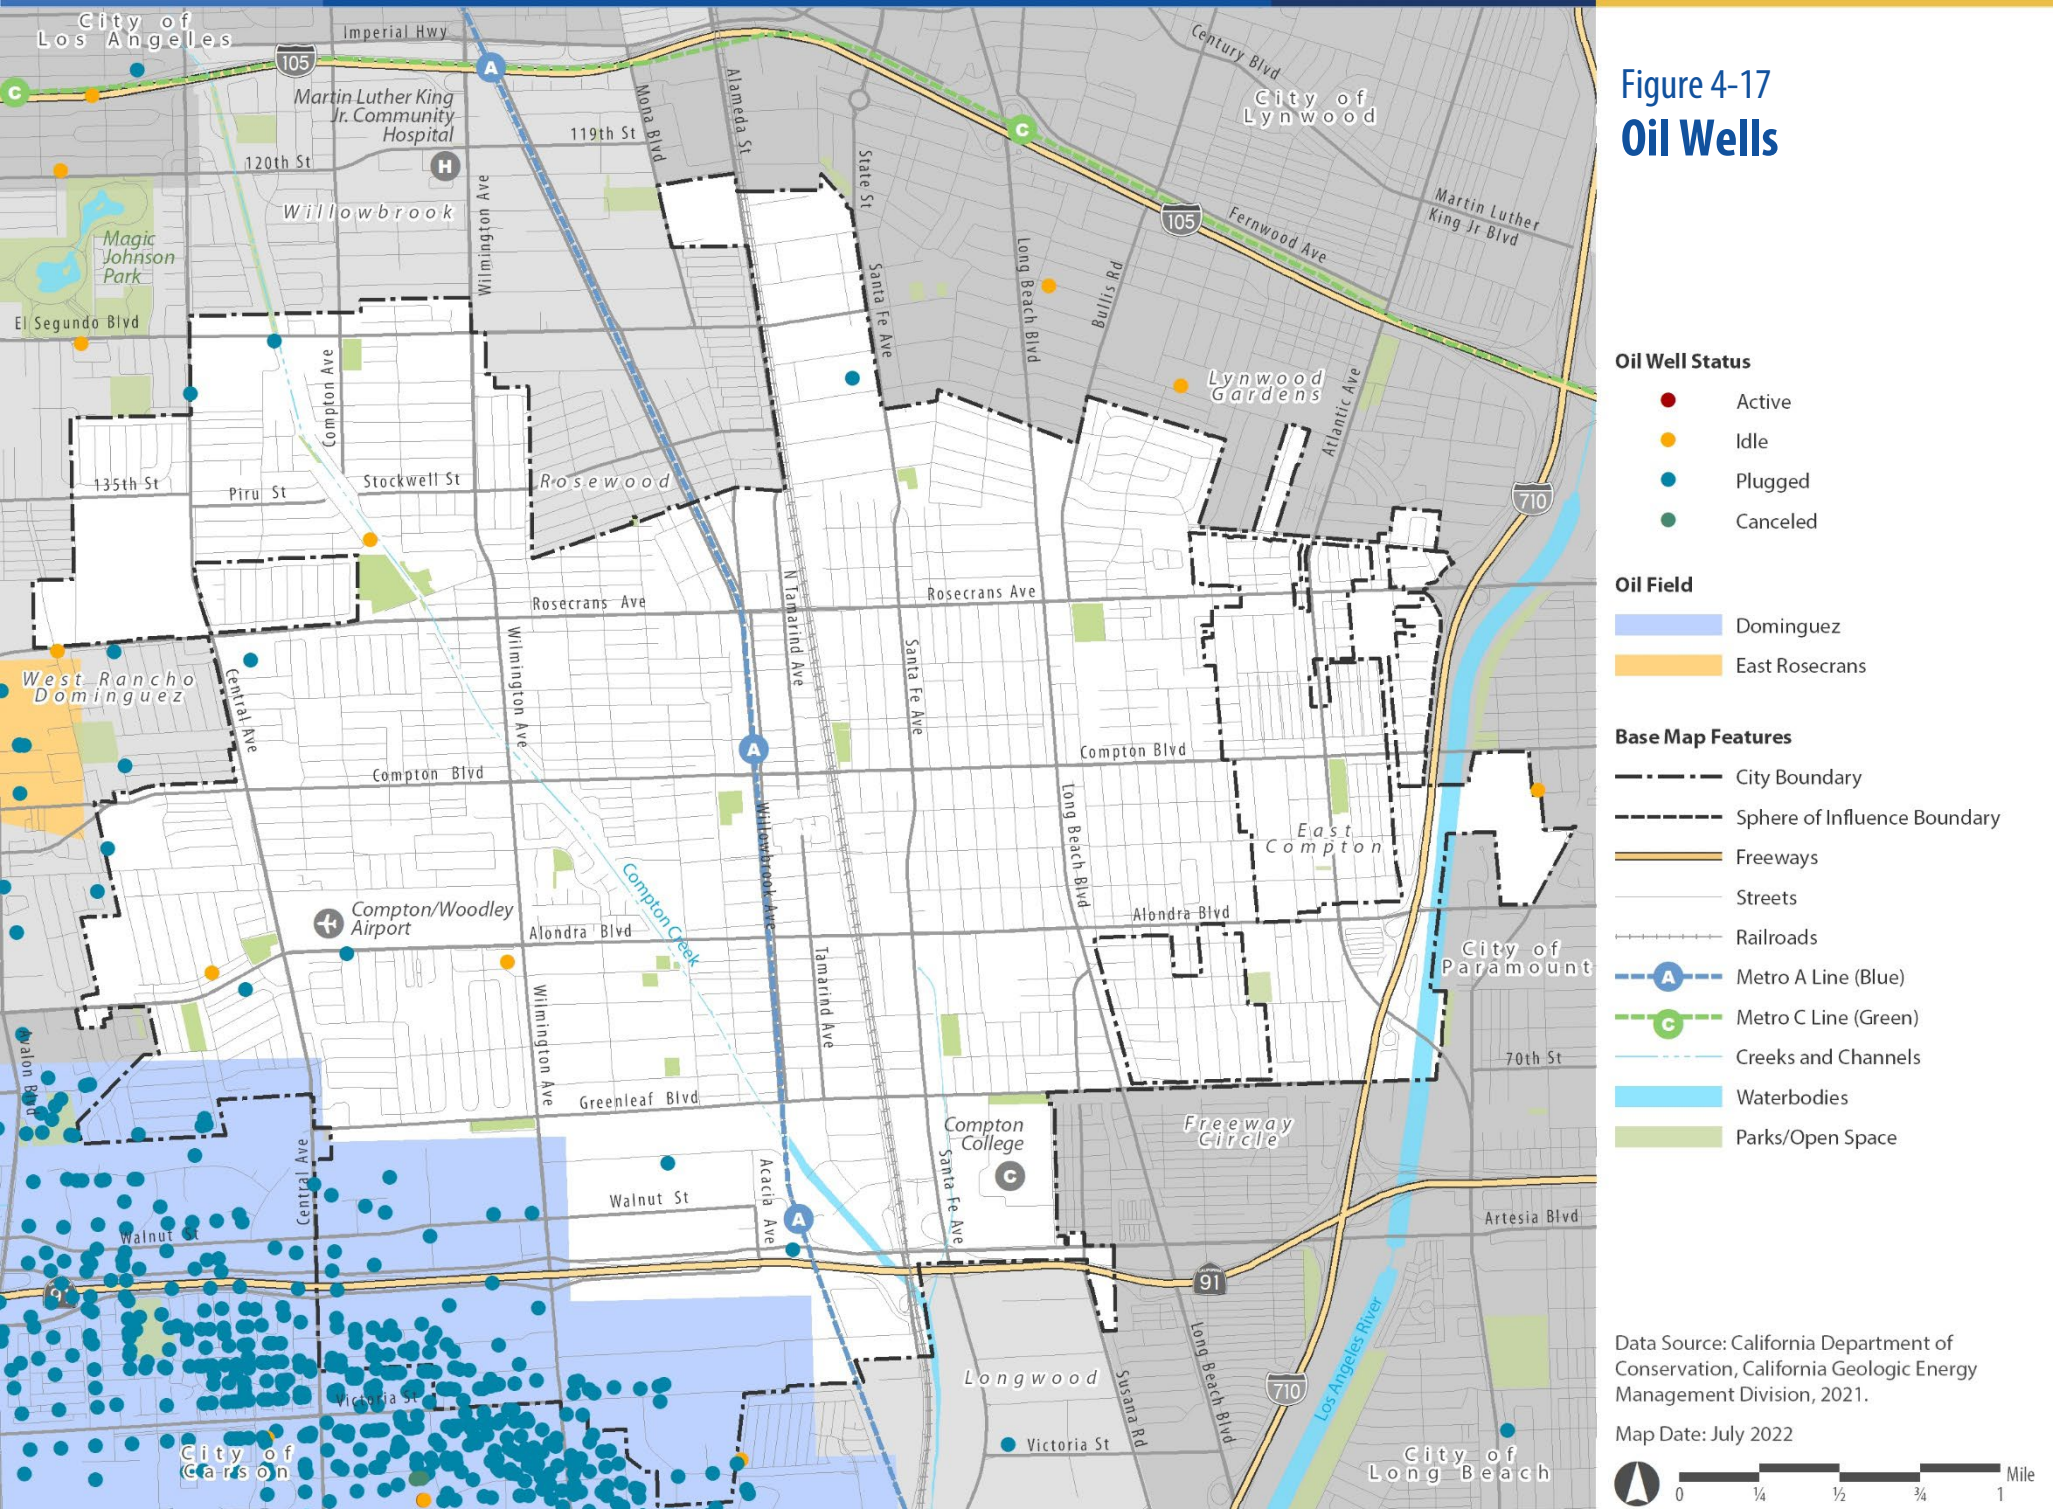 City of
Los Angeles
Imperial Hwy
105
A
C
Martin Luther King
Jr. Community
Hospital
H
119th St
120th St
Mona Blvd
Alameda St
Century Blvd
City of
Lynwood
C
State St
Willowbrook
Wilmington Ave
Magic
Johnson
Park
105
Fernwood Ave
Martin Luther
King Jr Blvd
El Segundo Blvd
Compton Ave
Santa Fe Ave
Long Beach Blvd
Bullis Rd
Lynwood
Gardens
Atlantic Ave
135th St
Piru St
Stockwell St
Rosewood
710
Rosecrans Ave
N Tamarind Ave
Rosecrans Ave
West Rancho
Dominguez
Central Ave
Wilmington Ave
Santa Fe Ave
A
Compton Blvd
Compton Blvd
Willowbrook Ave
Long Beach Blvd
East
Compton
Compton Creek
Compton/Woodley
Airport
Alondra Blvd
Alondra Blvd
City of
Paramount
Tamarind Ave
Wilmington Ave
Avalon Blvd
70th St
Greenleaf Blvd
Compton
College
C
Freeway
Circle
Central Ave
Acacia Ave
Santa Fe Ave
Walnut St
A
Walnut St
Artesia Blvd
91
91
Los Angeles River
Longwood
Susana Rd
Long Beach Blvd
710
Victoria St
Victoria St
City of
Carson
City of
Long Beach
Figure 4-17
Oil Wells
Oil Well Status
Active
Idle
Plugged
Canceled
Oil Field
Dominguez
East Rosecrans
Base Map Features
City Boundary
Sphere of Influence Boundary
Freeways
Streets
Railroads
A Metro A Line (Blue)
C Metro C Line (Green)
Creeks and Channels
Waterbodies
Parks/Open Space
Data Source: California Department of
Conservation, California Geologic Energy
Management Division, 2021.
Map Date: July 2022
Mile
0 ¼ ½ ¾ 1